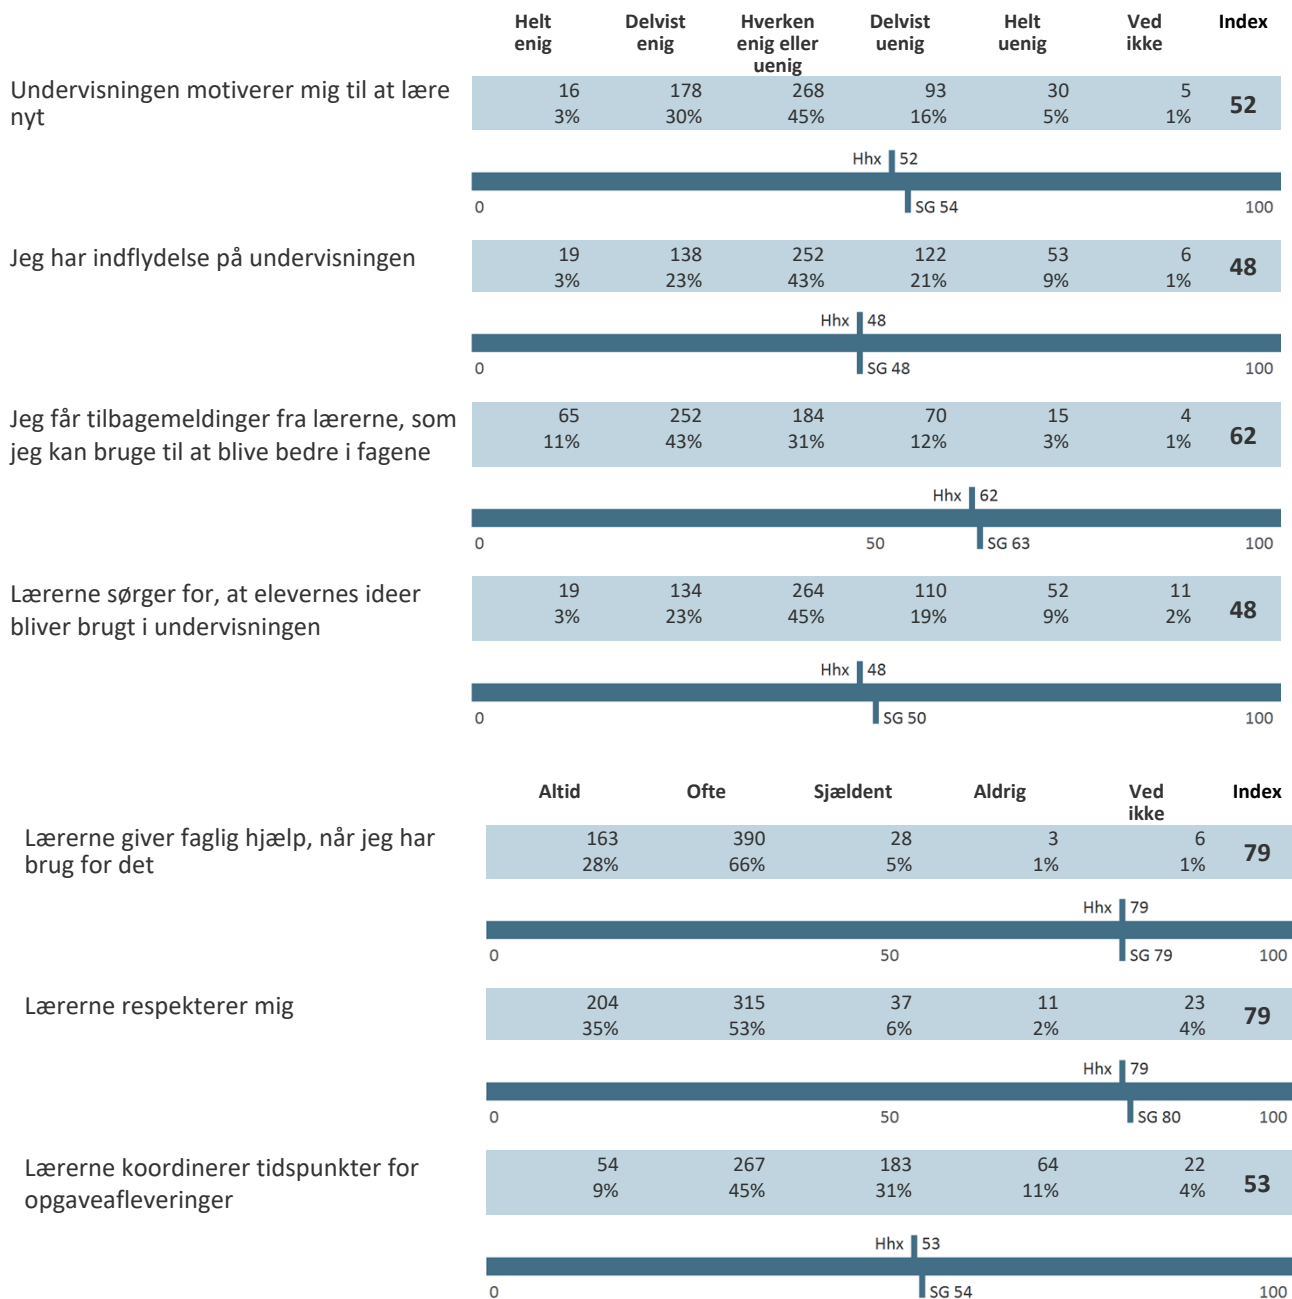 Helt Delvist Hverken Delvist Helt Ved Index
enig enig enig eller uenig uenig ikke
uenig
Undervisningen motiverer mig til at lære 16 178 268 93 30 5 52
nyt 3% 30% 45% 16% 5% 1%
Hhx 52
SG 54
0 100
Jeg har indflydelse på undervisningen 19 138 252 122 53 6 48
3% 23% 43% 21% 9% 1%
Hhx 48
SG 48
0 100
Jeg får tilbagemeldinger fra lærerne, som 65 252 184 70 15 4 62
jeg kan bruge til at blive bedre i fagene 11% 43% 31% 12% 3% 1%
Hhx 62
0 50 SG 63 100
Lærerne sørger for, at elevernes ideer 19 134 264 110 52 11 48
bliver brugt i undervisningen 3% 23% 45% 19% 9% 2%
Hhx 48
0 SG 50 100
Altid Ofte Sjældent Aldrig Ved Index
ikke
Lærerne giver faglig hjælp, når jeg har 163 390 28 3 6 79
brug for det 28% 66% 5% 1% 1%
Hhx 79
0 50 SG 79 100
Lærerne respekterer mig 204 315 37 11 23 79
35% 53% 6% 2% 4%
Hhx 79
0 50 SG 80 100
Lærerne koordinerer tidspunkter for 54 267 183 64 22 53
opgaveafleveringer 9% 45% 31% 11% 4%
Hhx 53
0 SG 54 100